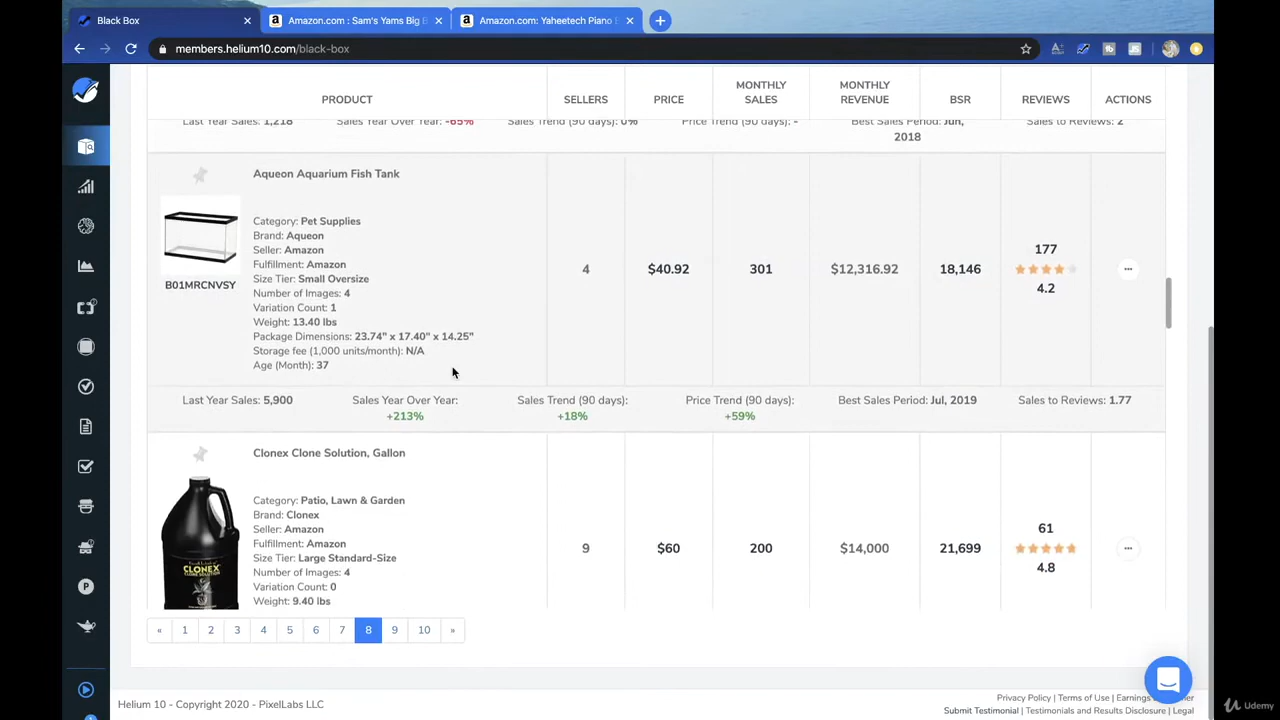 Black Box
Amazon.com : Sam's Yams Big B
Amazon.com: Yaheetech Piano B
members.helium10.com/black-box
PRODUCT
SELLERS
PRICE
MONTHLY SALES
MONTHLY REVENUE
BSR
REVIEWS
ACTIONS
Last Year Sales: 1,218
Sales Year Over Year: -65%
Sales Trend (90 days): 0%
Price Trend (90 days): -
Best Sales Period: Jun, 2018
Sales to Reviews: 2
Aqueon Aquarium Fish Tank
B01MRCNVSY
Category: Pet Supplies
Brand: Aqueon
Seller: Amazon
Fulfillment: Amazon
Size Tier: Small Oversize
Number of Images: 4
Variation Count: 1
Weight: 13.40 lbs
Package Dimensions: 23.74" x 17.40" x 14.25"
Storage fee (1,000 units/month): N/A
Age (Month): 37
4
$40.92
301
$12,316.92
18,146
177
4.2
Last Year Sales: 5,900
Sales Year Over Year: +213%
Sales Trend (90 days): +18%
Price Trend (90 days): +59%
Best Sales Period: Jul, 2019
Sales to Reviews: 1.77
Clonex Clone Solution, Gallon
CLONEX
Category: Patio, Lawn & Garden
Brand: Clonex
Seller: Amazon
Fulfillment: Amazon
Size Tier: Large Standard-Size
Number of Images: 4
Variation Count: 0
Weight: 9.40 lbs
9
$60
200
$14,000
21,699
61
4.8
« 1 2 3 4 5 6 7 8 9 10 »
Helium 10 - Copyright 2020 - PixelLabs LLC
Privacy Policy | Terms of Use | Earnings
Submit Testimonial | Testimonials and Results Disclosure | Legal
Udemy